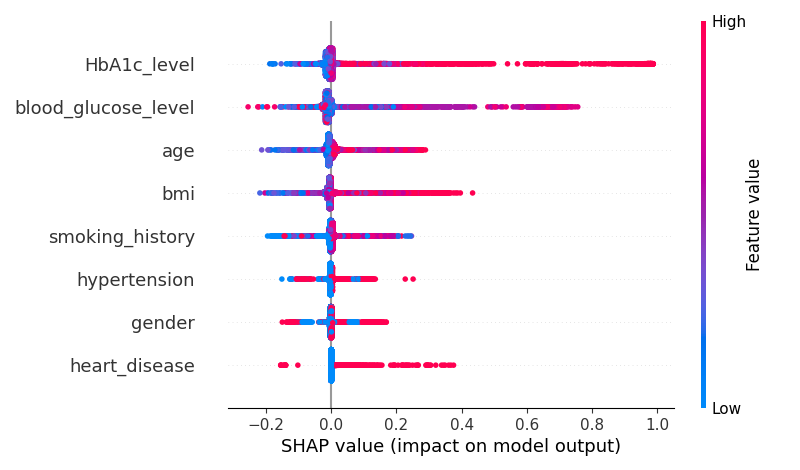 High
HbA1c_level
blood_glucose_level
age
bmi
smoking_history
hypertension
gender
heart_disease
Feature value
Low
−0.2 0.0 0.2 0.4 0.6 0.8 1.0
SHAP value (impact on model output)